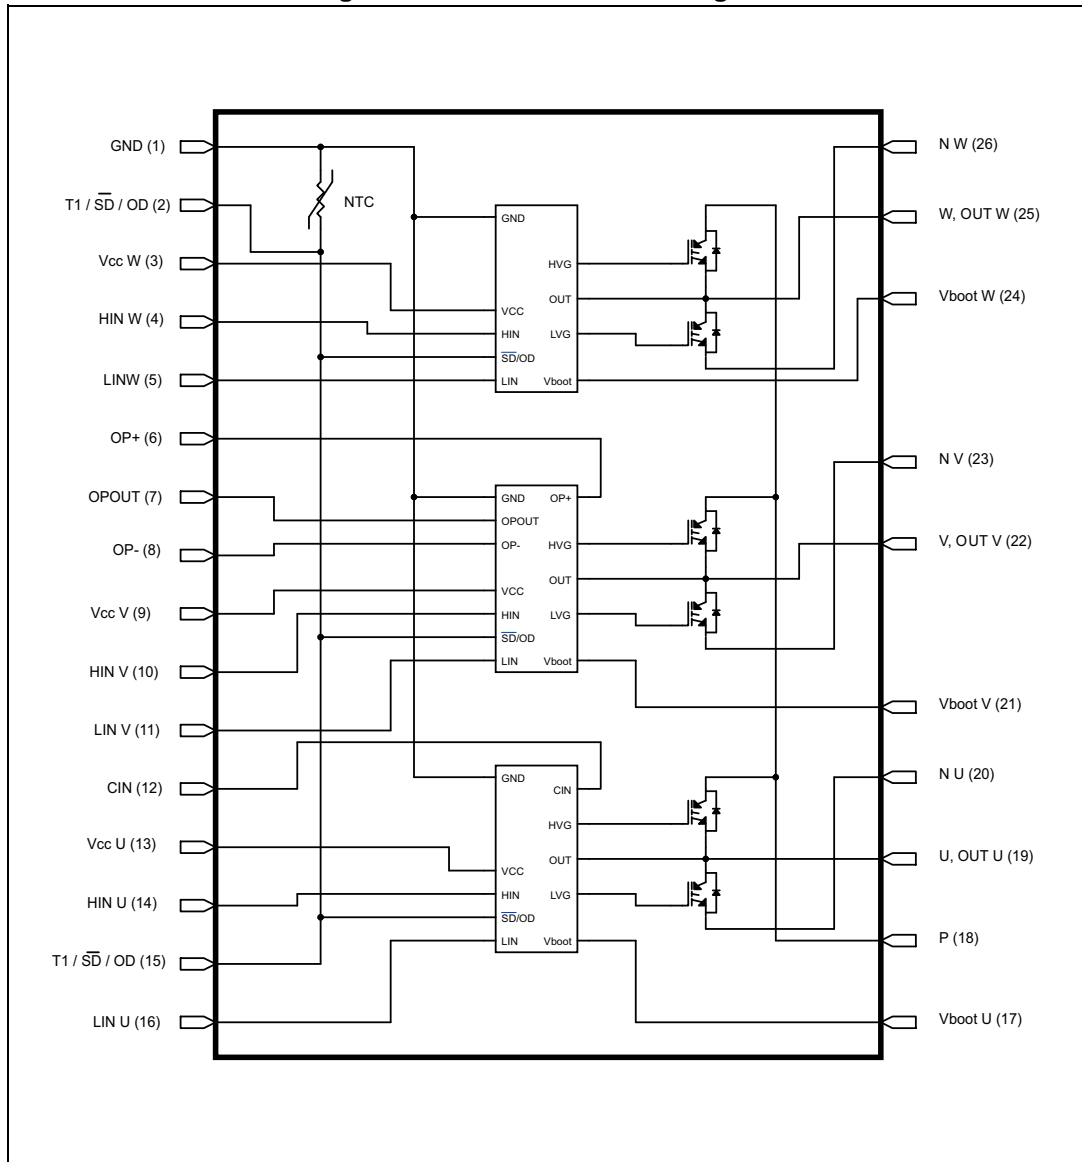 GND (1)
T1 / SD / OD (2)
Vcc W (3)
HIN W (4)
LINW (5)
OP+ (6)
OPOUT (7)
OP- (8)
Vcc V (9)
HIN V (10)
LIN V (11)
CIN (12)
Vcc U (13)
HIN U (14)
T1 / SD / OD (15)
LIN U (16)
NTC
GND
HVG
OUT
VCC
HIN
LVG
SD/OD
LIN
Vboot
GND
OP+
OPOUT
OP-
HVG
OUT
VCC
HIN
LVG
SD/OD
LIN
Vboot
GND
CIN
HVG
OUT
VCC
HIN
LVG
SD/OD
LIN
Vboot
N W (26)
W, OUT W (25)
Vboot W (24)
N V (23)
V, OUT V (22)
Vboot V (21)
N U (20)
U, OUT U (19)
P (18)
Vboot U (17)